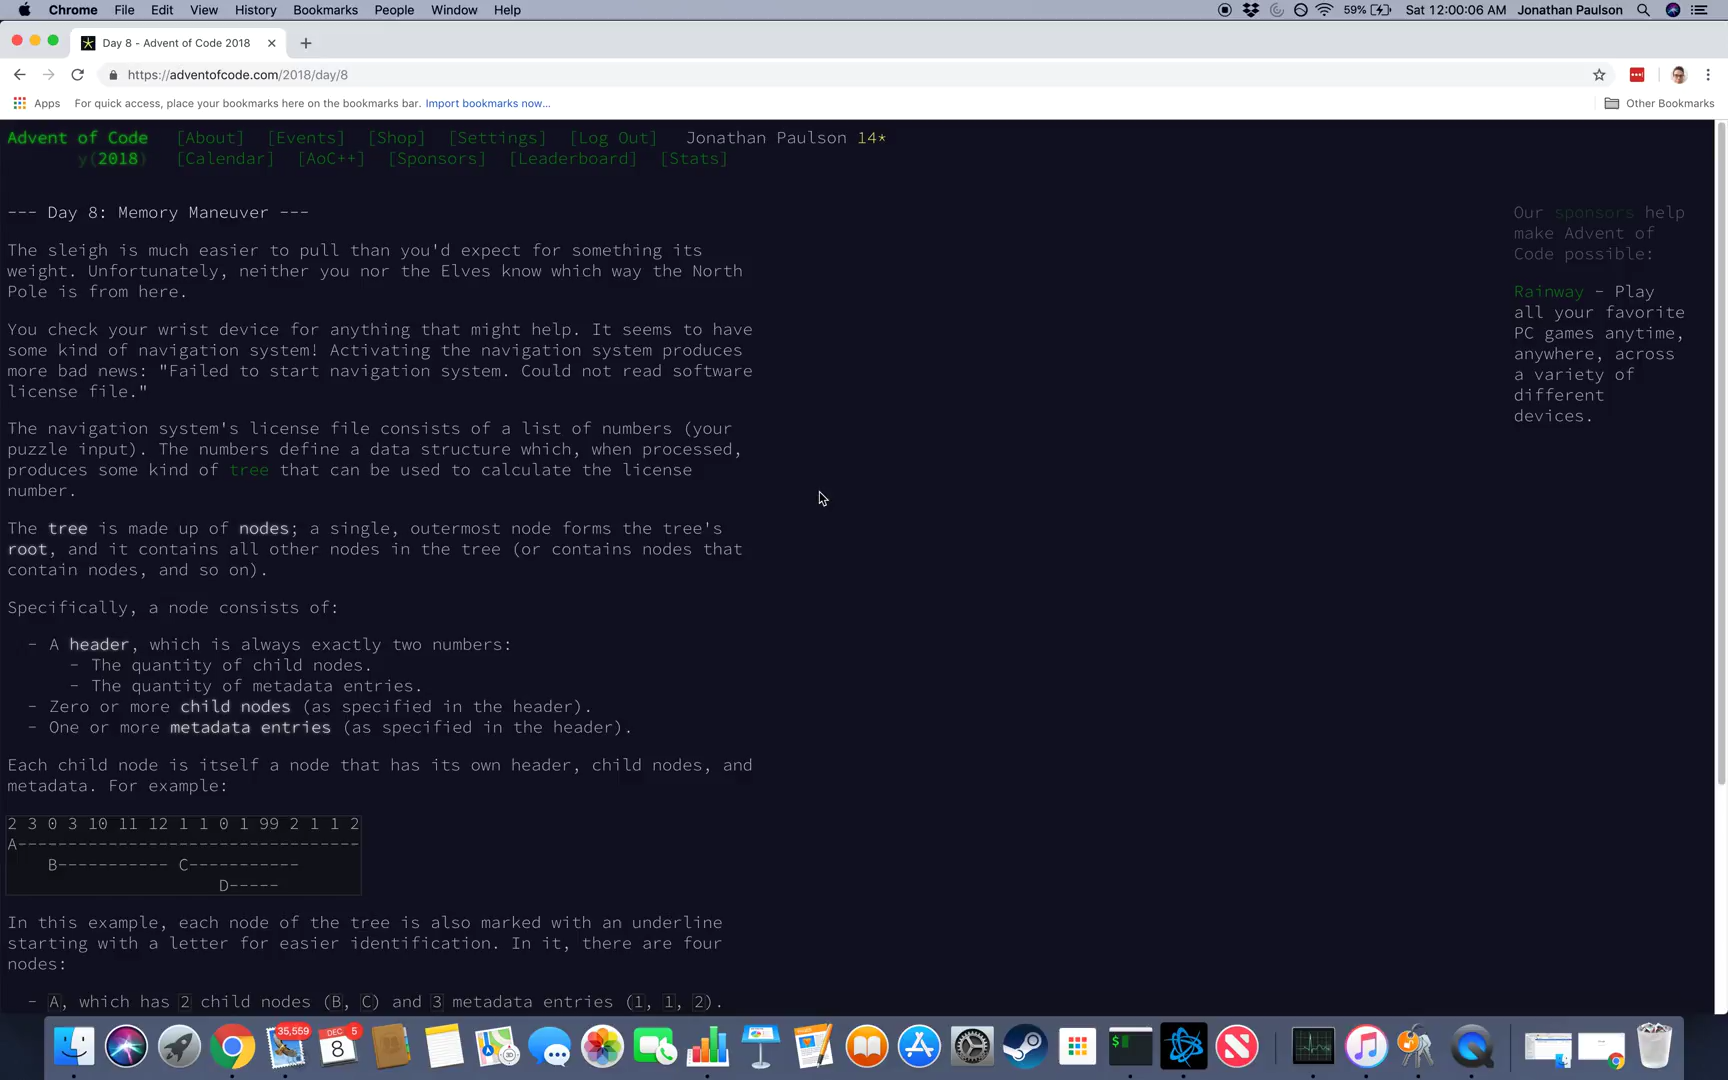 Chrome File Edit View History Bookmarks People Window Help 59% Sat 12:00:06 AM Jonathan Paulson
Day 8 - Advent of Code 2018
https://adventofcode.com/2018/day/8
Apps For quick access, place your bookmarks here on the bookmarks bar. Import bookmarks now... Other Bookmarks
Advent of Code [About] [Events] [Shop] [Settings] [Log Out] Jonathan Paulson 14*
y(2018) [Calendar] [AoC++] [Sponsors] [Leaderboard] [Stats]
--- Day 8: Memory Maneuver ---
The sleigh is much easier to pull than you'd expect for something its
weight. Unfortunately, neither you nor the Elves know which way the North
Pole is from here.
You check your wrist device for anything that might help. It seems to have
some kind of navigation system! Activating the navigation system produces
more bad news: "Failed to start navigation system. Could not read software
license file."
The navigation system's license file consists of a list of numbers (your
puzzle input). The numbers define a data structure which, when processed,
produces some kind of tree that can be used to calculate the license
number.
The tree is made up of nodes; a single, outermost node forms the tree's
root, and it contains all other nodes in the tree (or contains nodes that
contain nodes, and so on).
Specifically, a node consists of:
- A header, which is always exactly two numbers:
- The quantity of child nodes.
- The quantity of metadata entries.
- Zero or more child nodes (as specified in the header).
- One or more metadata entries (as specified in the header).
Each child node is itself a node that has its own header, child nodes, and
metadata. For example:
2 3 0 3 10 11 12 1 1 0 1 99 2 1 1 2
A----------------------------------
B----------- C-----------
D-----
In this example, each node of the tree is also marked with an underline
starting with a letter for easier identification. In it, there are four
nodes:
- A, which has 2 child nodes (B, C) and 3 metadata entries (1, 1, 2).
Our sponsors help
make Advent of
Code possible:
Rainway - Play
all your favorite
PC games anytime,
anywhere, across
a variety of
different
devices.
35,559
DEC 5
8
3D
$